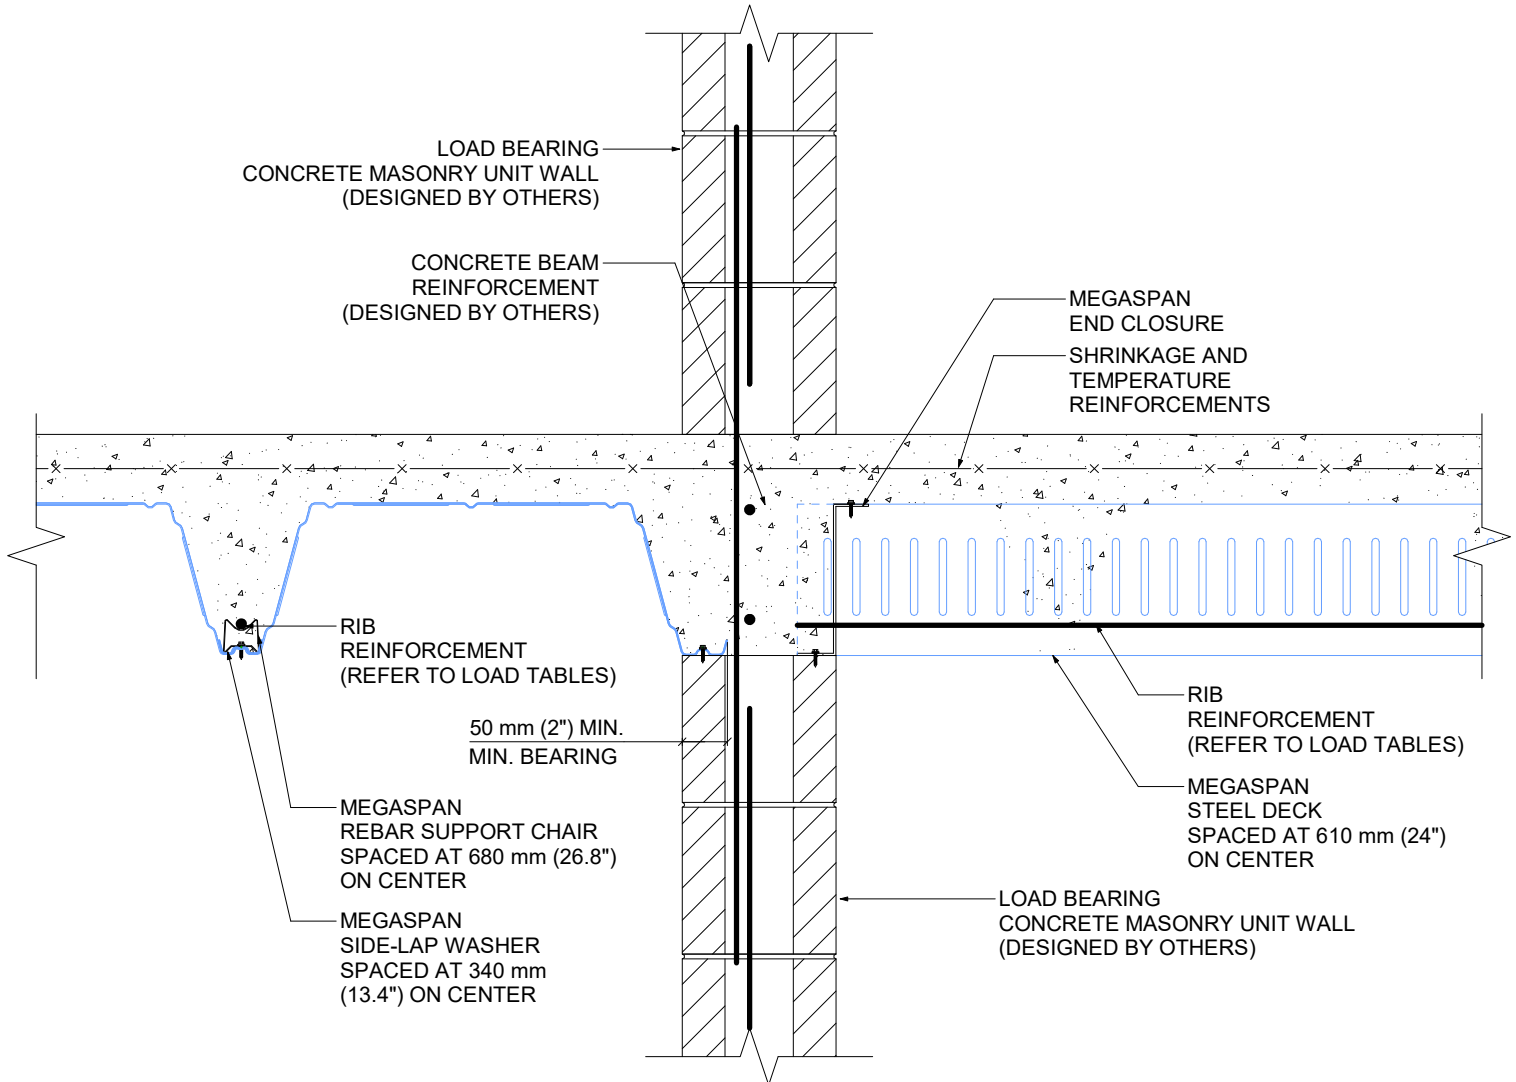 LOAD BEARING
CONCRETE MASONRY UNIT WALL
(DESIGNED BY OTHERS)
CONCRETE BEAM
REINFORCEMENT
(DESIGNED BY OTHERS)
MEGASPAN
END CLOSURE
SHRINKAGE AND
TEMPERATURE
REINFORCEMENTS
RIB
REINFORCEMENT
(REFER TO LOAD TABLES)
50 mm (2") MIN.
MIN. BEARING
MEGASPAN
REBAR SUPPORT CHAIR
SPACED AT 680 mm (26.8")
ON CENTER
MEGASPAN
SIDE-LAP WASHER
SPACED AT 340 mm
(13.4") ON CENTER
RIB
REINFORCEMENT
(REFER TO LOAD TABLES)
MEGASPAN
STEEL DECK
SPACED AT 610 mm (24")
ON CENTER
LOAD BEARING
CONCRETE MASONRY UNIT WALL
(DESIGNED BY OTHERS)